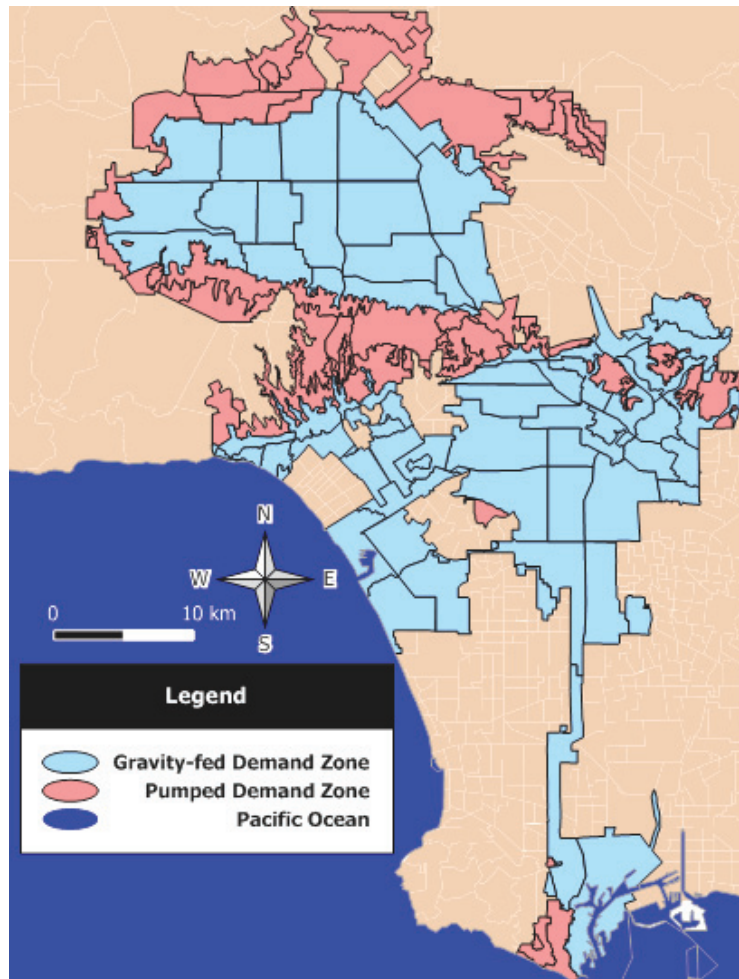 N
W E
S
0 10 km
Legend
Gravity-fed Demand Zone
Pumped Demand Zone
Pacific Ocean